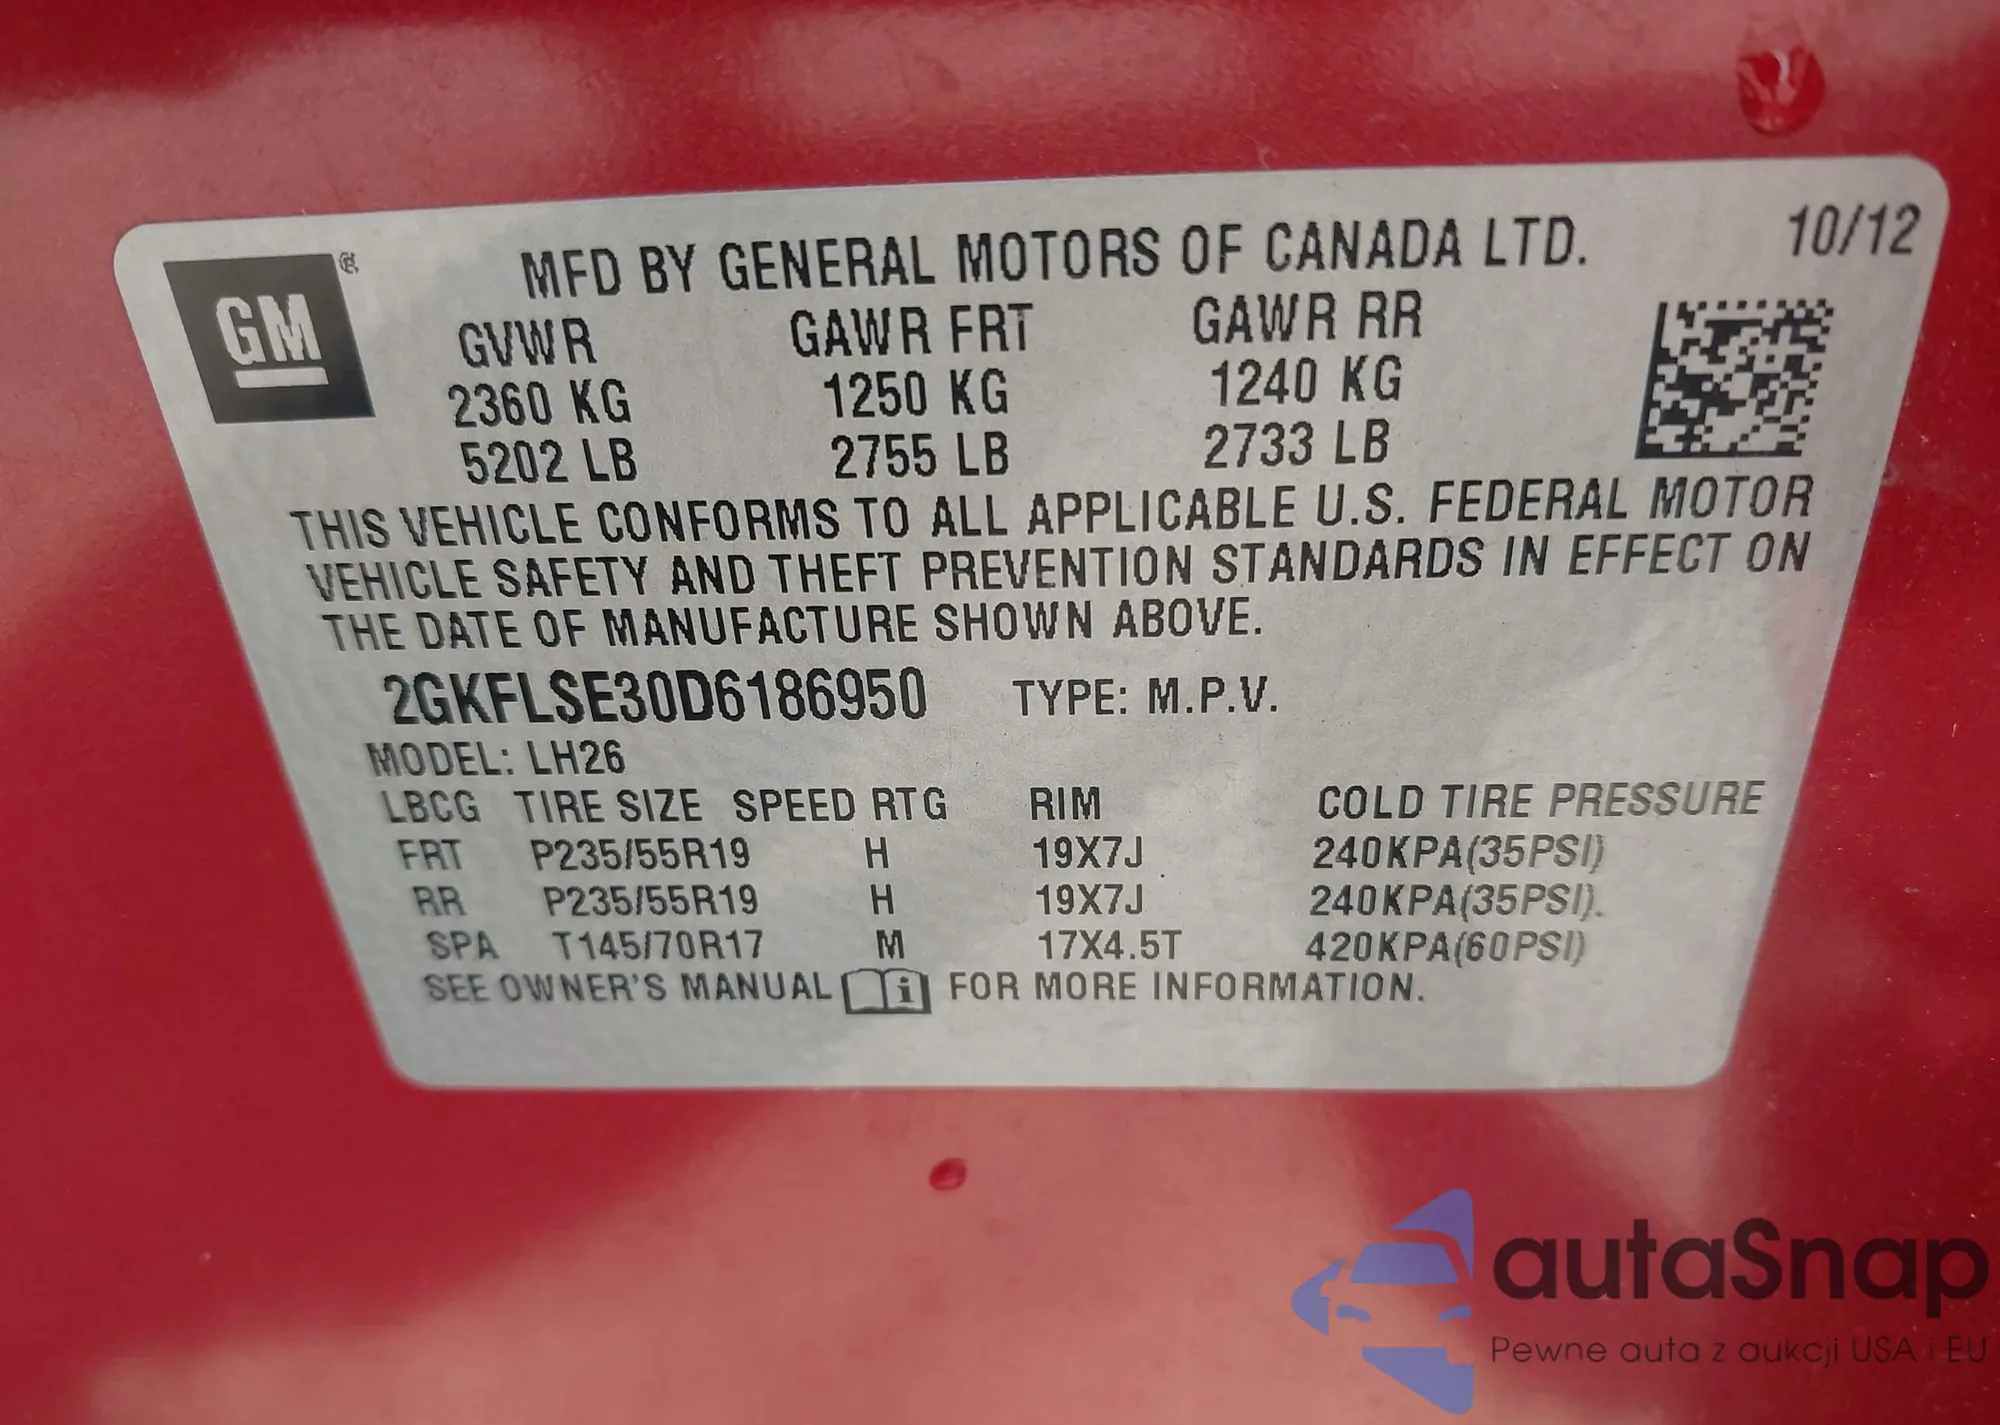 GM
MFD BY GENERAL MOTORS OF CANADA LTD.
10/12
GVWR GAWR FRT GAWR RR
2360 KG 1250 KG 1240 KG
5202 LB 2755 LB 2733 LB
THIS VEHICLE CONFORMS TO ALL APPLICABLE U.S. FEDERAL MOTOR
VEHICLE SAFETY AND THEFT PREVENTION STANDARDS IN EFFECT ON
THE DATE OF MANUFACTURE SHOWN ABOVE.
2GKFLSE30D6186950 TYPE: M.P.V.
MODEL: LH26
LBCG TIRE SIZE SPEED RTG RIM COLD TIRE PRESSURE
FRT P235/55R19 H 19X7J 240KPA(35PSI)
RR P235/55R19 H 19X7J 240KPA(35PSI).
SPA T145/70R17 M 17X4.5T 420KPA(60PSI)
SEE OWNER'S MANUAL FOR MORE INFORMATION.
autaSnap
Pewne auta z aukcji USA i EU